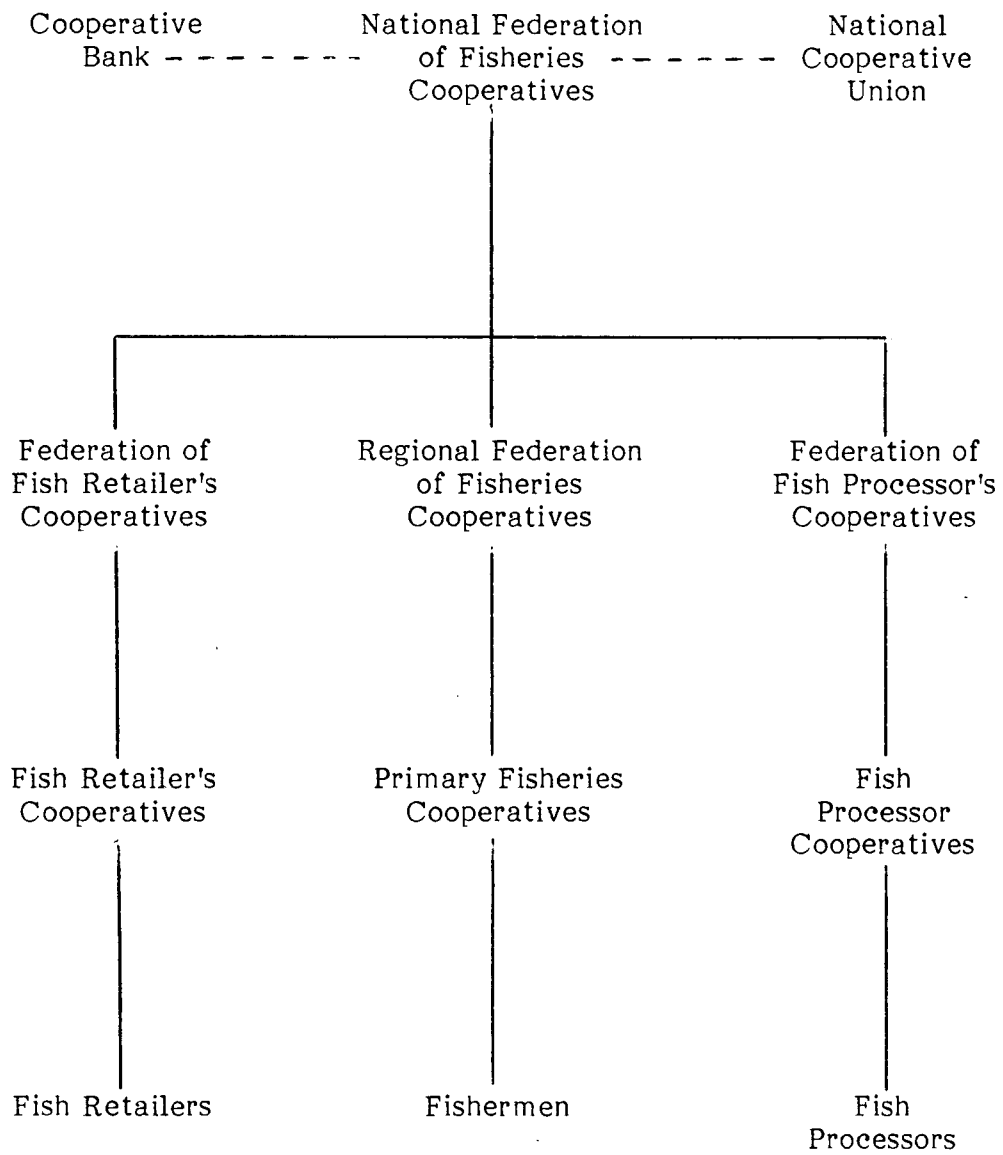 Cooperative
Bank
National Federation
of Fisheries
Cooperatives
National
Cooperative
Union
Federation of
Fish Retailer's
Cooperatives
Regional Federation
of Fisheries
Cooperatives
Federation of
Fish Processor's
Cooperatives
Fish Retailer's
Cooperatives
Primary Fisheries
Cooperatives
Fish
Processor
Cooperatives
Fish Retailers
Fishermen
Fish
Processors